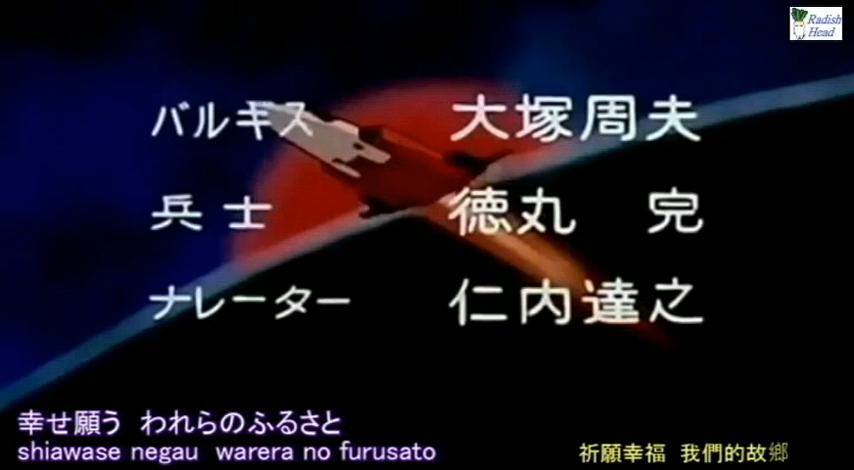 Radish
Head
バルキス 大塚周夫
兵士 徳丸 完
ナレーター 仁内達之
幸せ願う われらのふるさと
shiawase negau warera no furusato
祈願幸福 我們的故鄉